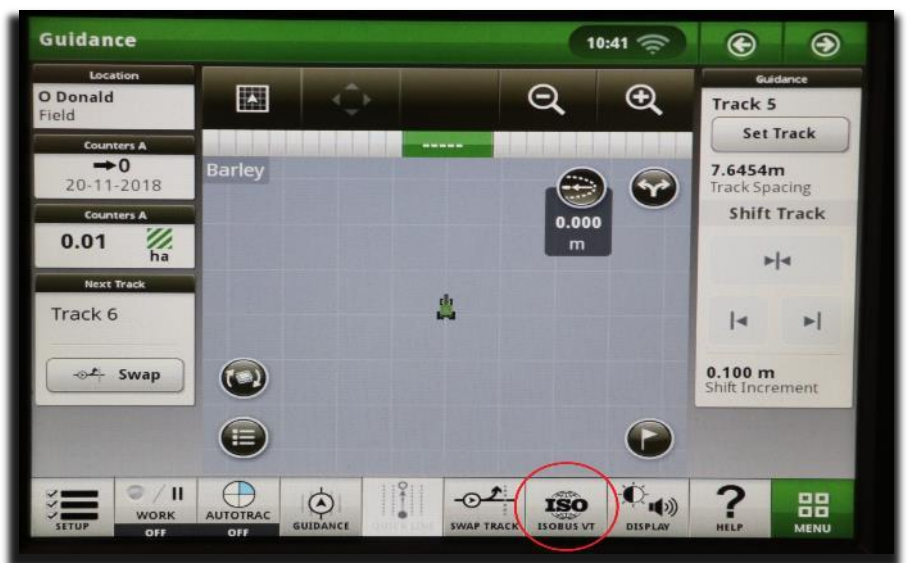 Guidance
10:41
Location
O Donald
Field
Counters A
0
20-11-2018
Counters A
0.01
ha
Next Track
Track 6
Swap
Barley
-----
0.000
m
Guidance
Track 5
Set Track
7.6454m
Track Spacing
Shift Track
0.100 m
Shift Increment
SETUP
WORK
OFF
AUTOTRAC
OFF
GUIDANCE
QUICK LINE
SWAP TRACK
ISO
ISOBUS VT
DISPLAY
?
HELP
MENU